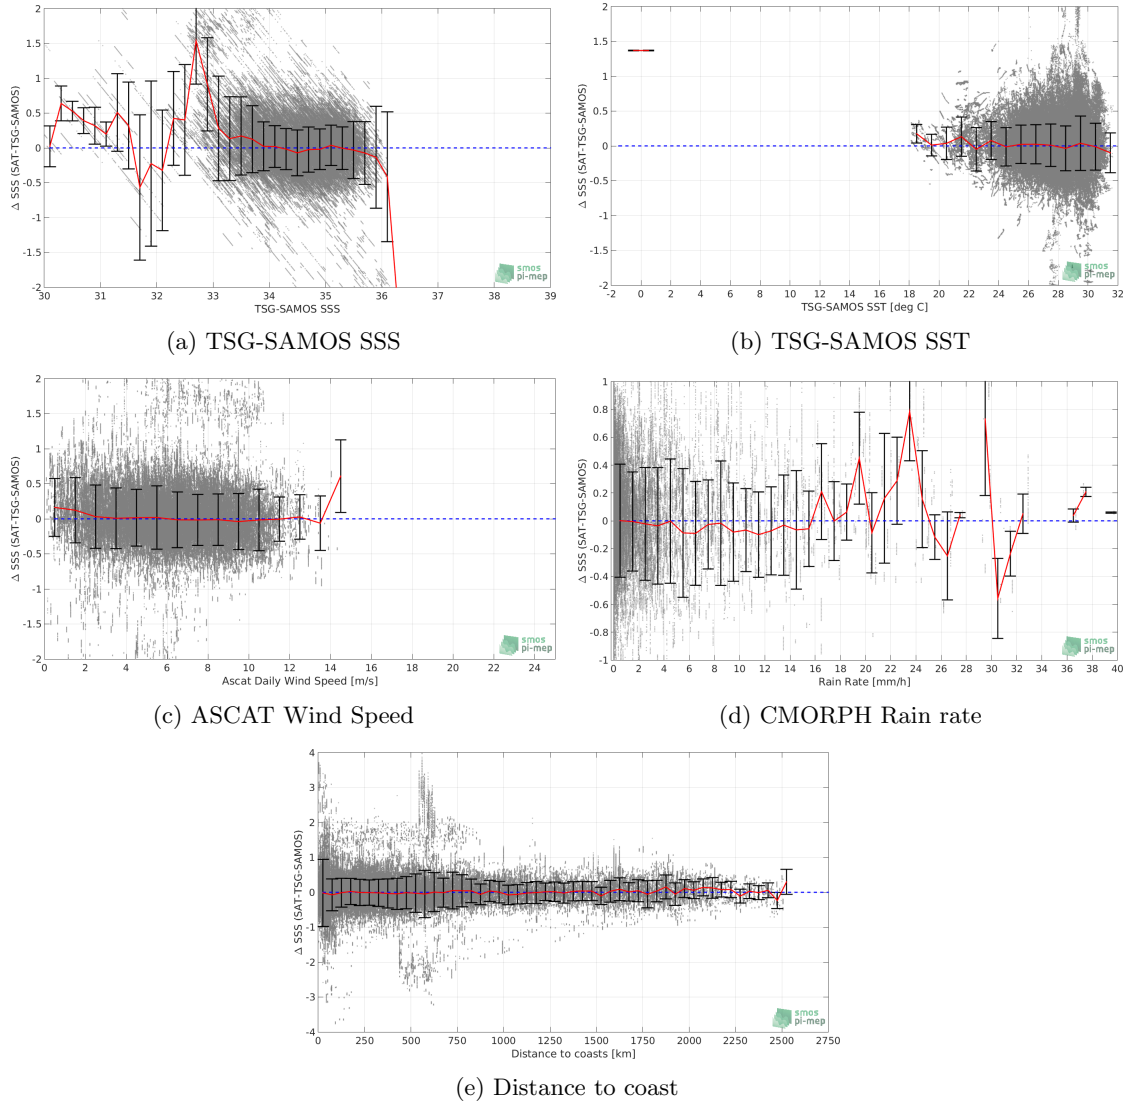 2
1.5
1
0.5
0
-0.5
-1
-1.5
-2
Δ SSS (SAT-TSG-SAMOS)
30 31 32 33 34 35 36 37 38 39
TSG-SAMOS SSS
smos
pi-mep
(a) TSG-SAMOS SSS
2
1.5
1
0.5
0
-0.5
-1
-1.5
-2
Δ SSS (SAT-TSG-SAMOS)
-2 0 2 4 6 8 10 12 14 16 18 20 22 24 26 28 30 32
TSG-SAMOS SST [deg C]
smos
pi-mep
(b) TSG-SAMOS SST
2
1.5
1
0.5
0
-0.5
-1
-1.5
-2
Δ SSS (SAT-TSG-SAMOS)
0 2 4 6 8 10 12 14 16 18 20 22 24
Ascat Daily Wind Speed [m/s]
smos
pi-mep
(c) ASCAT Wind Speed
1
0.8
0.6
0.4
0.2
0
-0.2
-0.4
-0.6
-0.8
-1
Δ SSS (SAT-TSG-SAMOS)
0 2 4 6 8 10 12 14 16 18 20 22 24 26 28 30 32 34 36 38 40
Rain Rate [mm/h]
smos
pi-mep
(d) CMORPH Rain rate
4
3
2
1
0
-1
-2
-3
-4
Δ SSS (SAT-TSG-SAMOS)
0 250 500 750 1000 1250 1500 1750 2000 2250 2500 2750
Distance to coasts [km]
smos
pi-mep
(e) Distance to coast